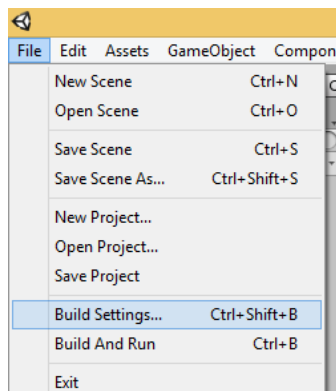 File Edit Assets GameObject Compon
New Scene Ctrl+N
Open Scene Ctrl+O
Save Scene Ctrl+S
Save Scene As... Ctrl+Shift+S
New Project...
Open Project...
Save Project
Build Settings... Ctrl+Shift+B
Build And Run Ctrl+B
Exit